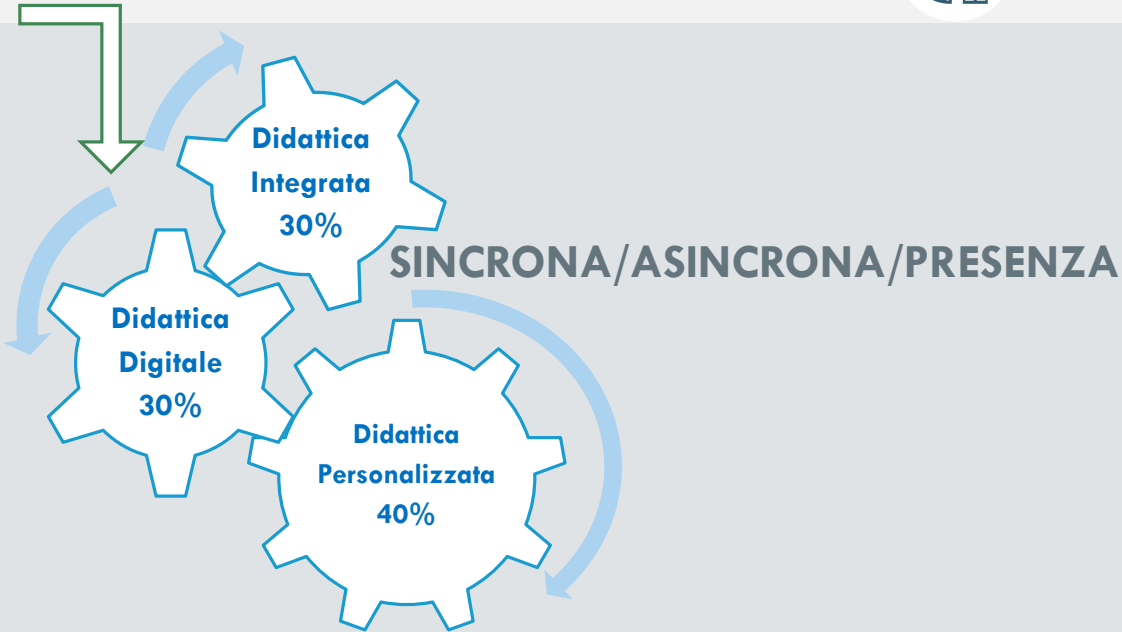 Didattica
Integrata
30%
SINCRONA/ASINCRONA/PRESENZA
Didattica
Digitale
30%
Didattica
Personalizzata
40%